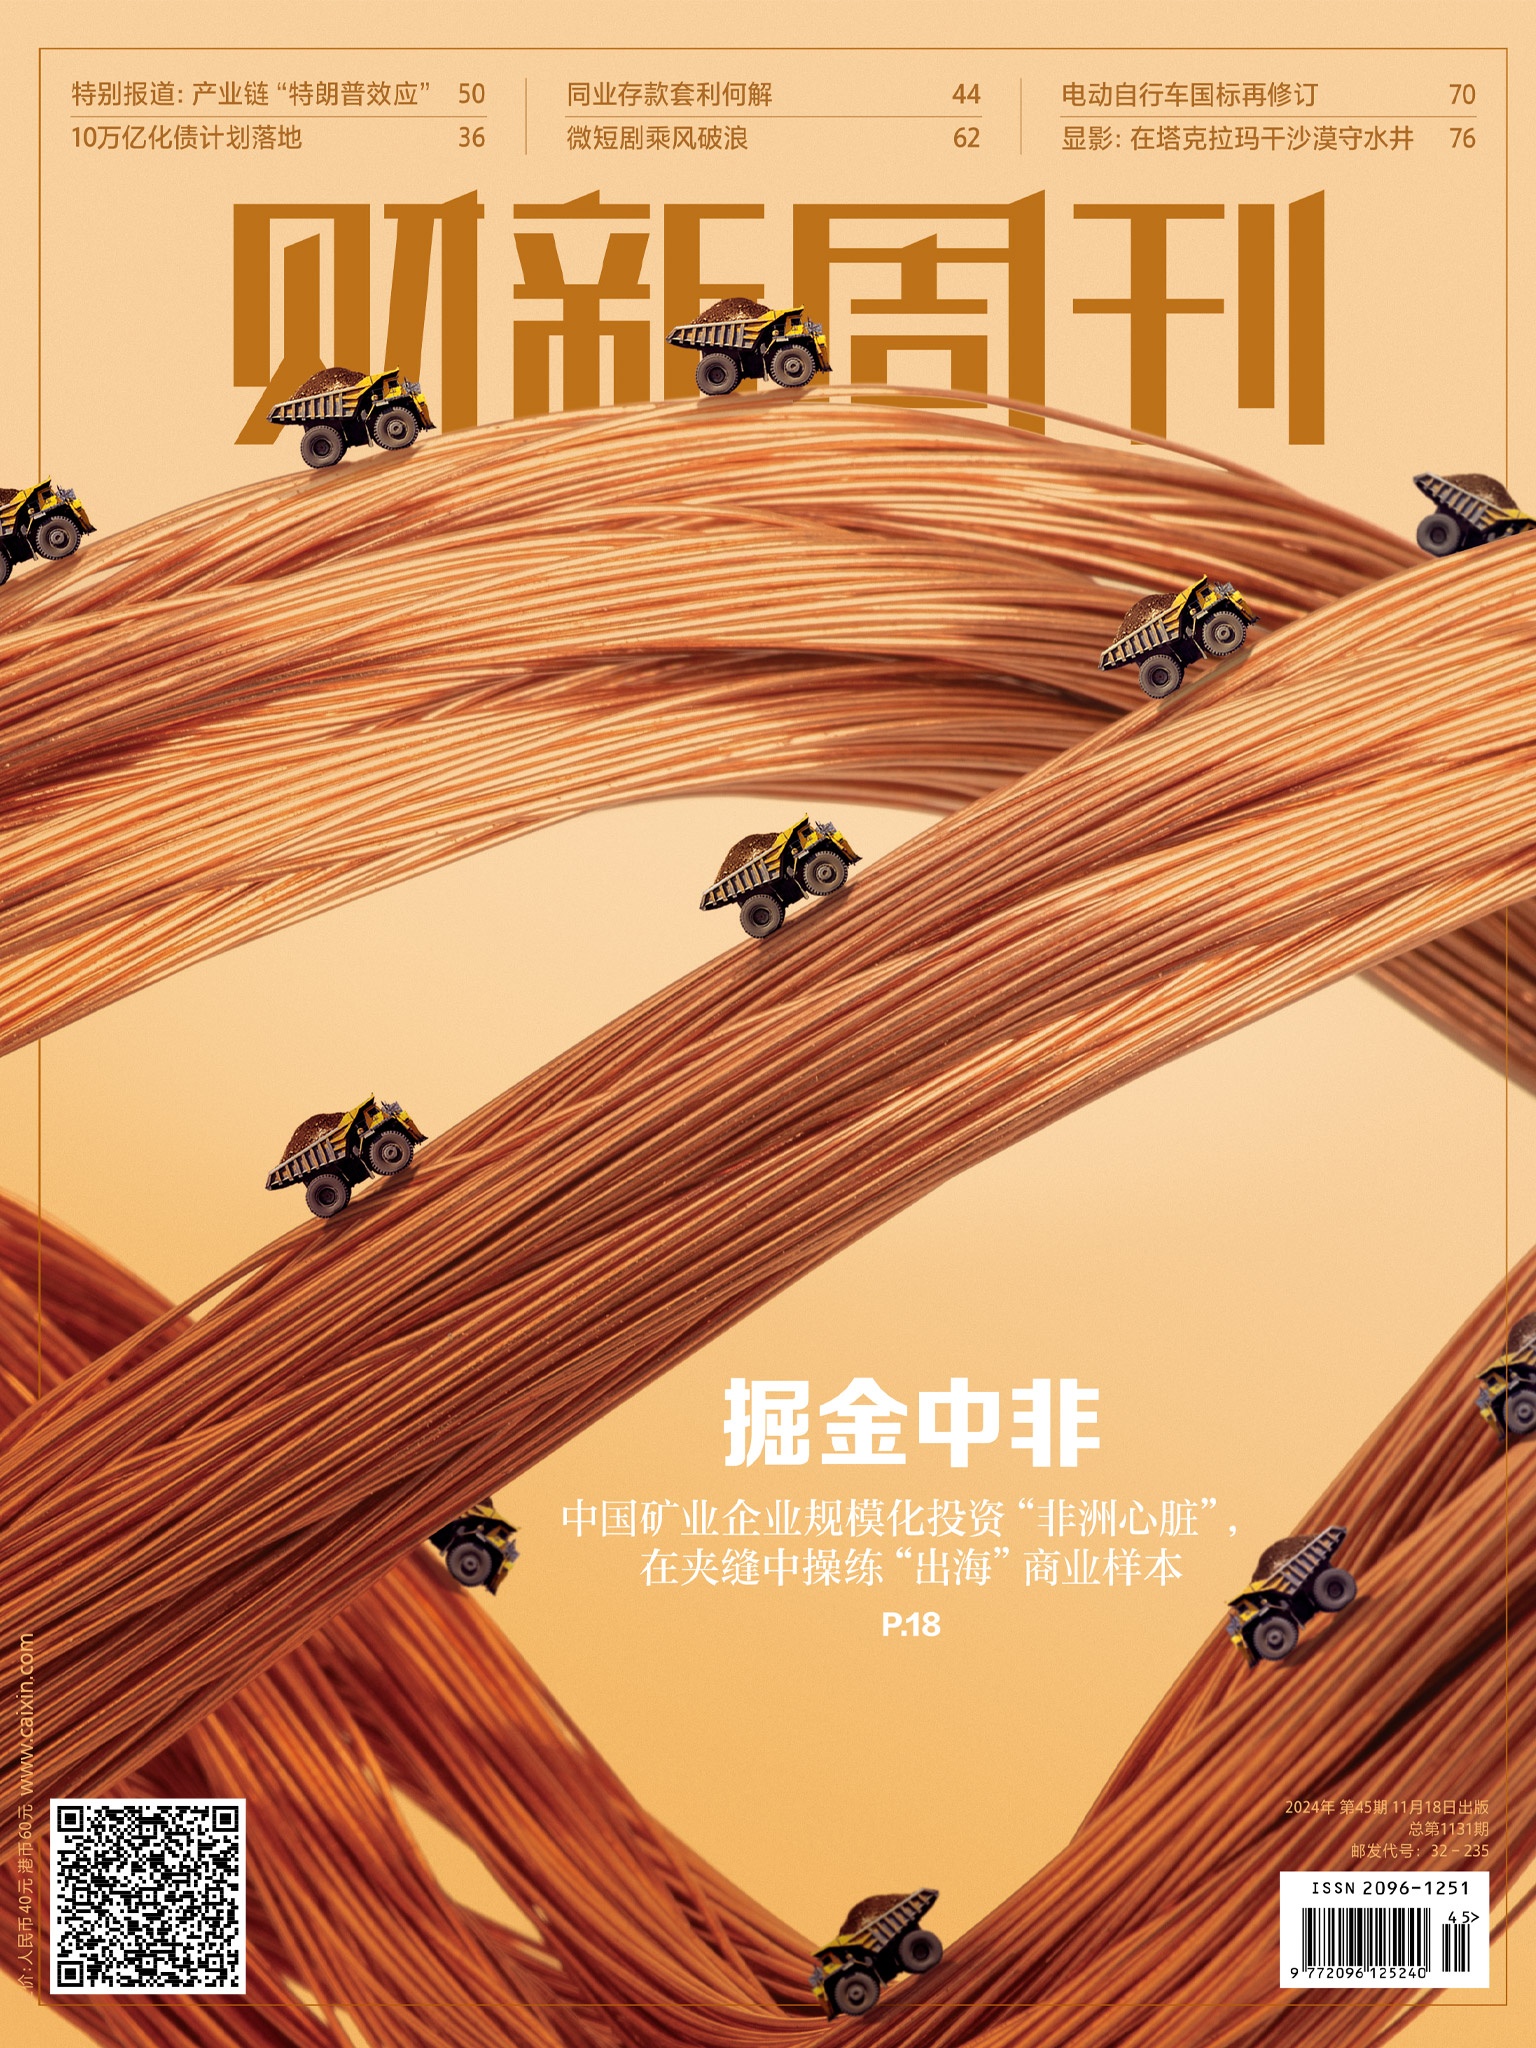 特别报道：产业链“特朗普效应” 50
10万亿化债计划落地 36
同业存款套利何解 44
微短剧乘风破浪 62
电动自行车国标再修订 70
显影：在塔克拉玛干沙漠守水井 76
财新周刊
掘金中非
中国矿业企业规模化投资“非洲心脏”，
在夹缝中操练“出海”商业样本
P.18
价：人民币40元 港币60元 www.caixin.com
2024年 第45期 11月18日出版
总第1131期
邮发代号：32-235
ISSN 2096-1251
45>
9 772096 125240